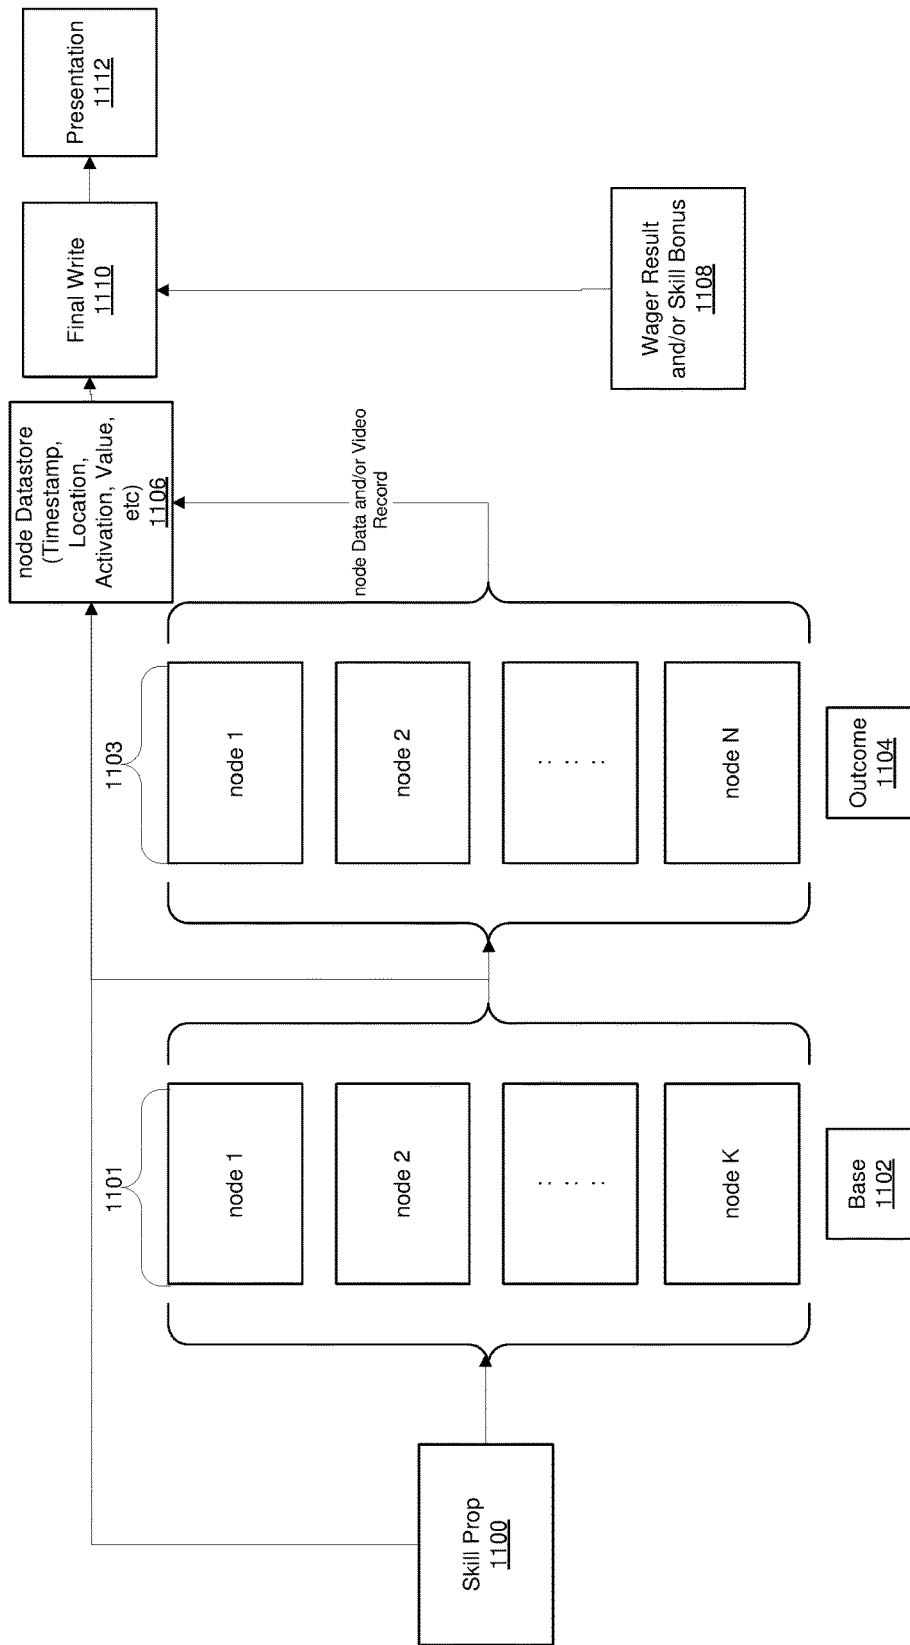 Skill Prop
1100
1101
node 1
node 2
node K
Base
1102
1103
node 1
node 2
node N
Outcome
1104
node Data and/or Video
Record
node Datastore
(Timestamp,
Location,
Activation, Value,
etc)
1106
Wager Result
and/or Skill Bonus
1108
Final Write
1110
Presentation
1112